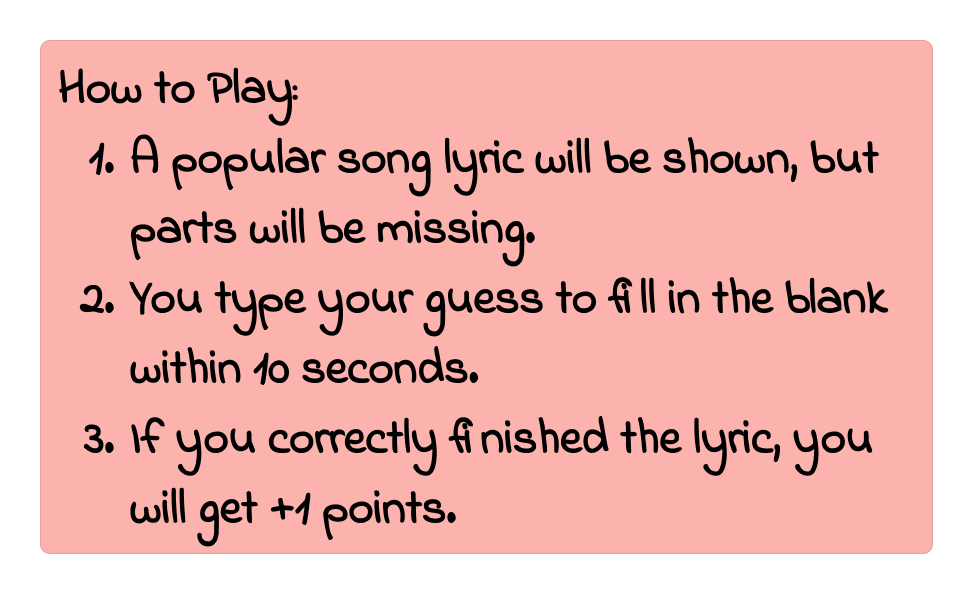 How to Play:
1. A popular song lyric will be shown, but
parts will be missing.
2. You type your guess to fill in the blank
within 10 seconds.
3. If you correctly finished the lyric, you
will get +1 points.